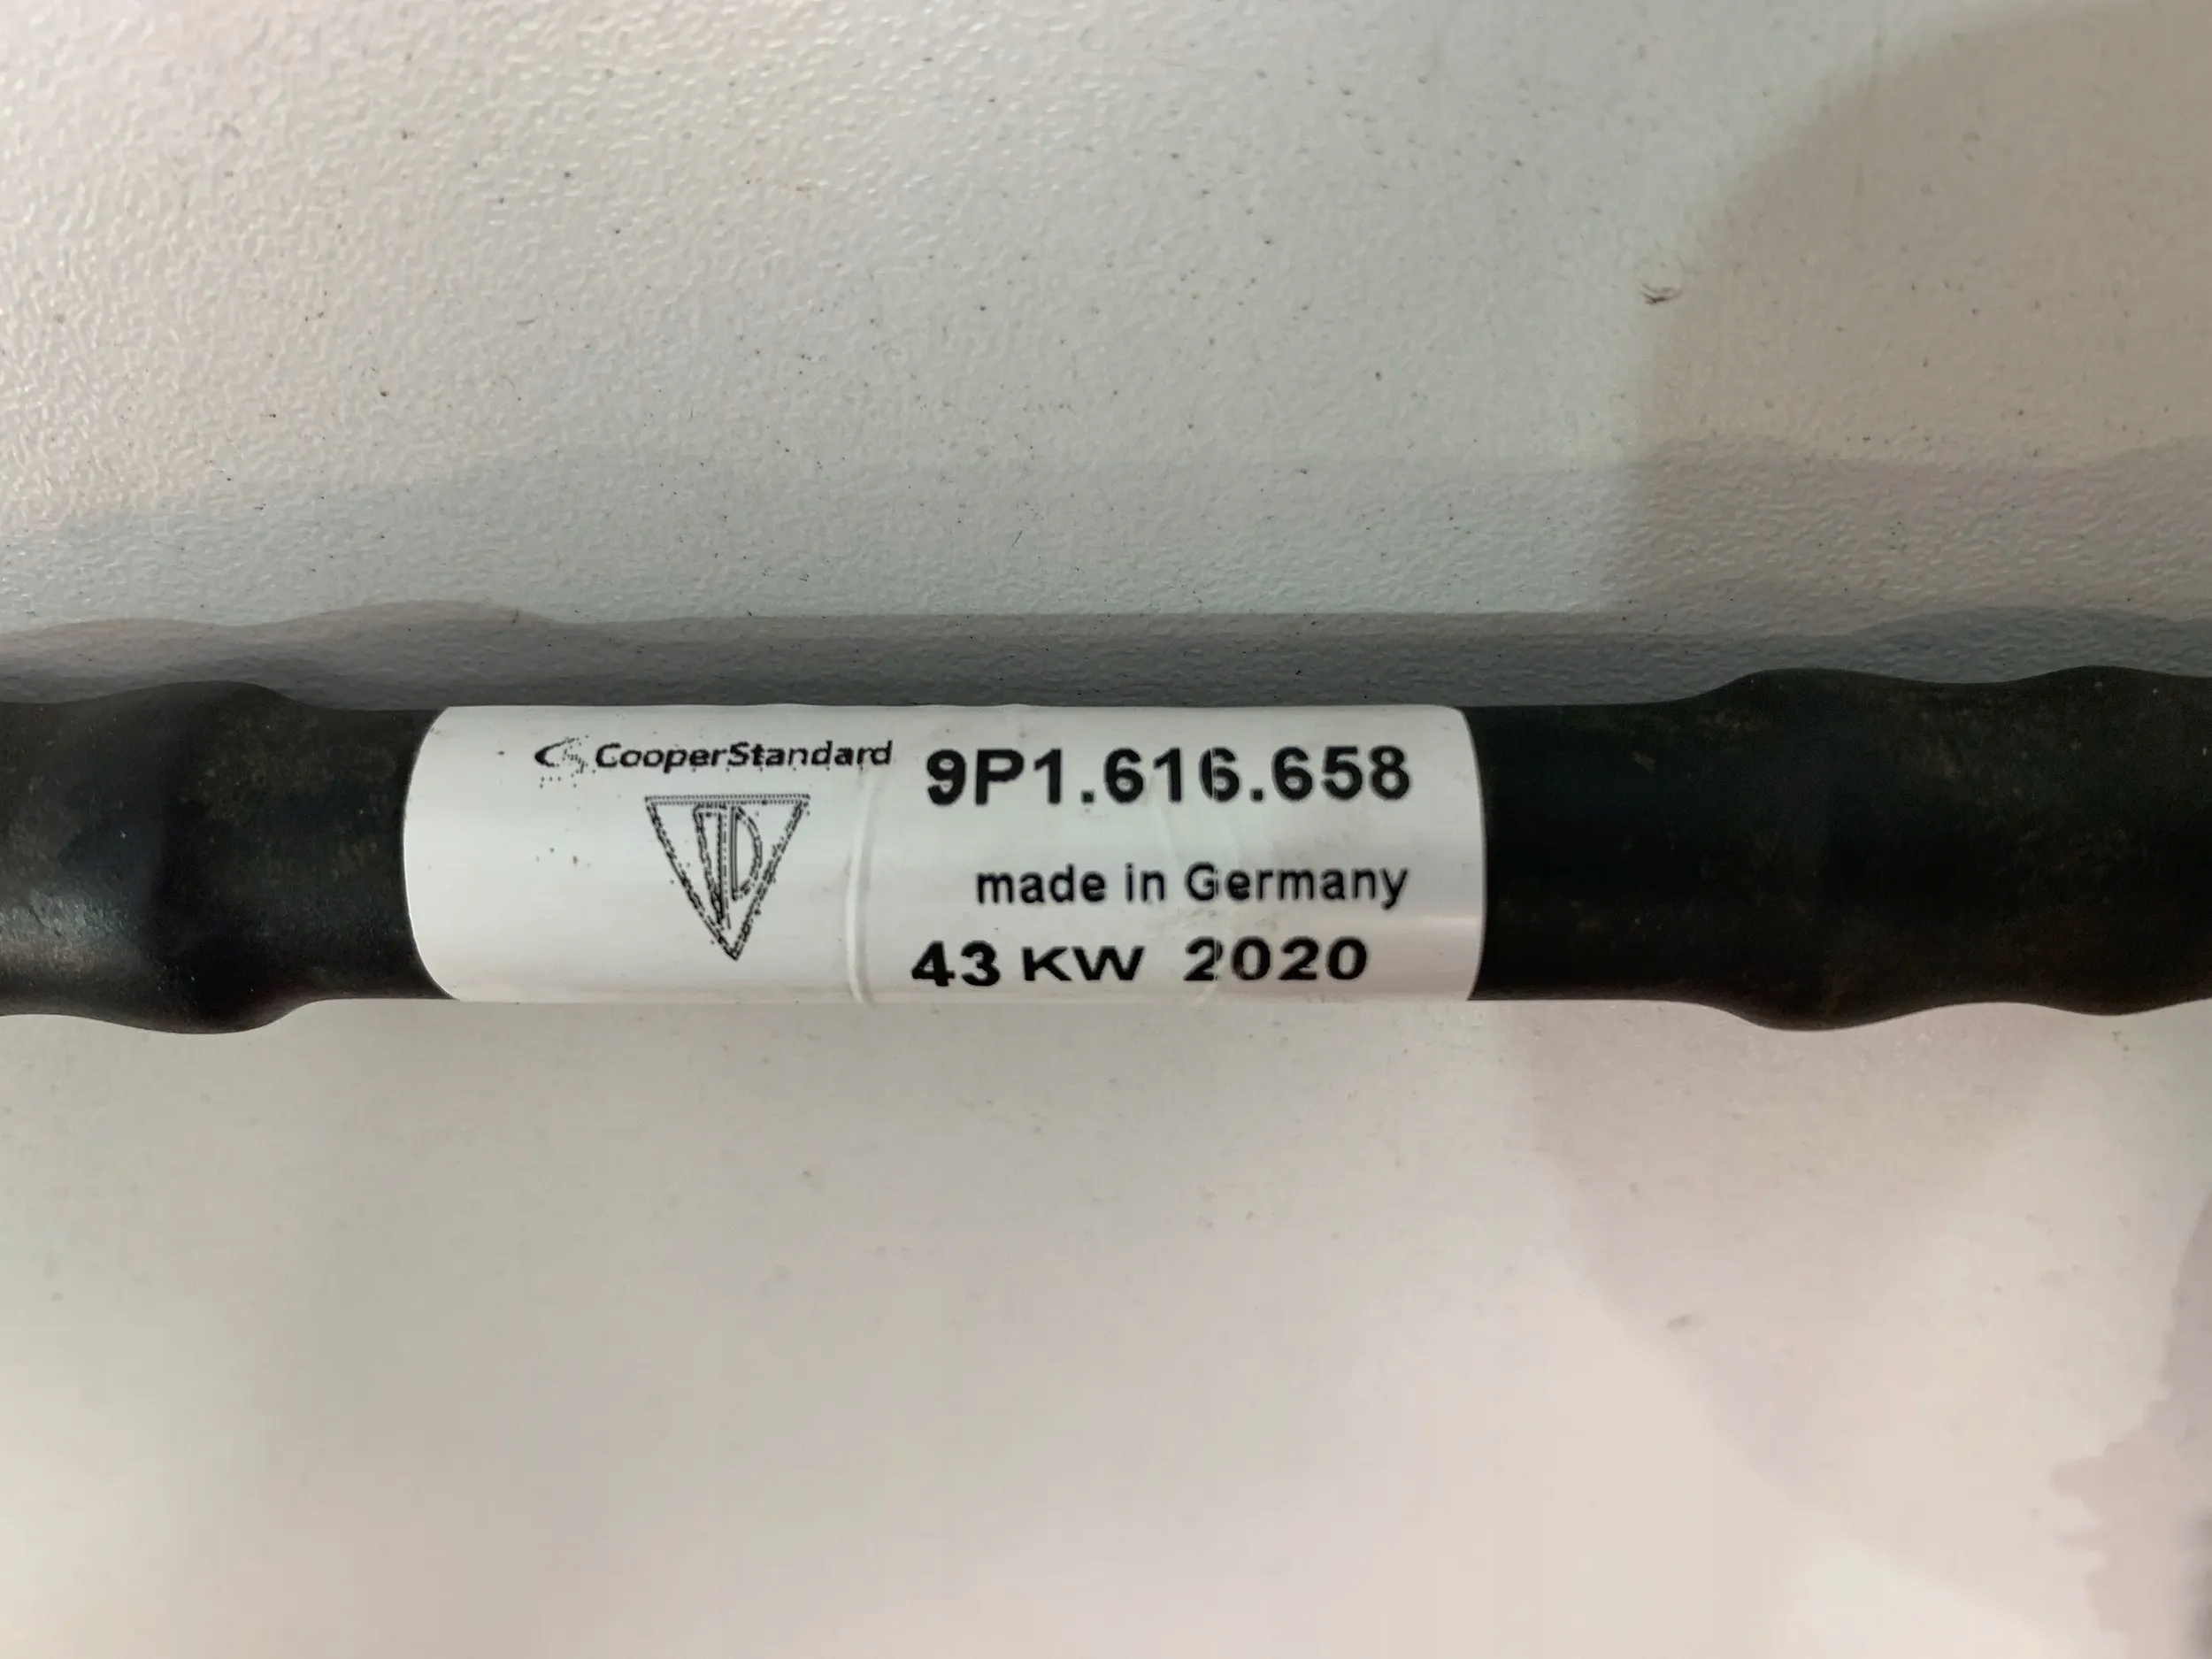 CooperStandard
9P1.616.658
made in Germany
43 KW 2020